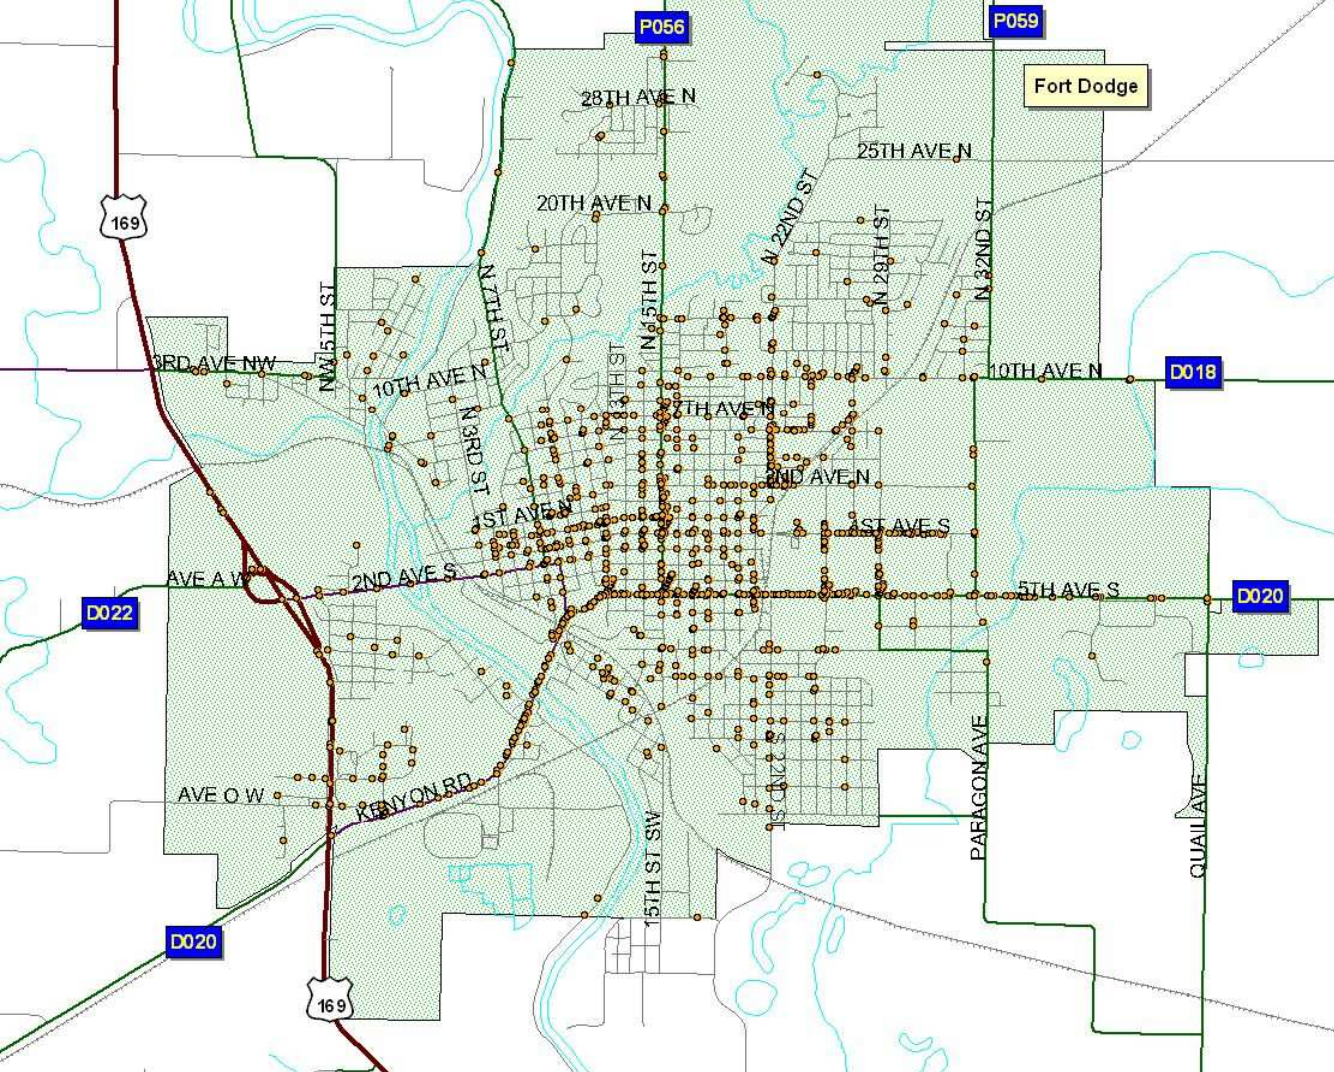 P056
P059
Fort Dodge
28TH AVE N
25TH AVE N
169
20TH AVE N
N 22ND ST
N 29TH ST
N 32ND ST
N 15TH ST
N 7TH ST
NW 5TH ST
3RD AVE NW
10TH AVE N
10TH AVE N
D018
N 13TH ST
7TH AVE N
N 3RD ST
2ND AVE N
1ST AVE N
1ST AVE S
AVE A W
2ND AVE S
5TH AVE S
D020
D022
S 22ND ST
PARAGON AVE
QUAIL AVE
AVE O W
KENYON RD
15TH ST SW
D020
169